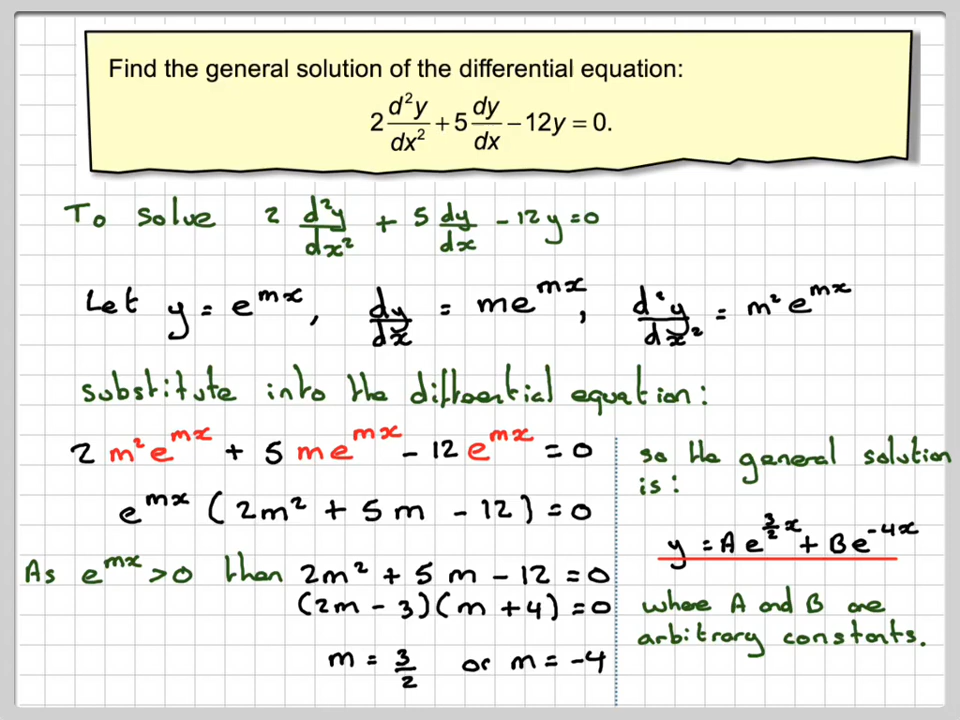 Find the general solution of the differential equation:
2 d²y/dx² + 5 dy/dx − 12y = 0.
To solve 2 d²y/dx² + 5 dy/dx - 12y = 0
Let y = e^mx, dy/dx = me^mx, d²y/dx² = m² e^mx
substitute into the differential equation:
2 m² e^mx + 5 me^mx - 12 e^mx = 0
e^mx (2m² + 5m - 12) = 0
As e^mx > 0 then 2m² + 5m - 12 = 0
(2m - 3)(m + 4) = 0
m = 3/2 or m = -4
so the general solution
is:
y = A e^(3/2 x) + B e^-4x
where A and B are
arbitrary constants.